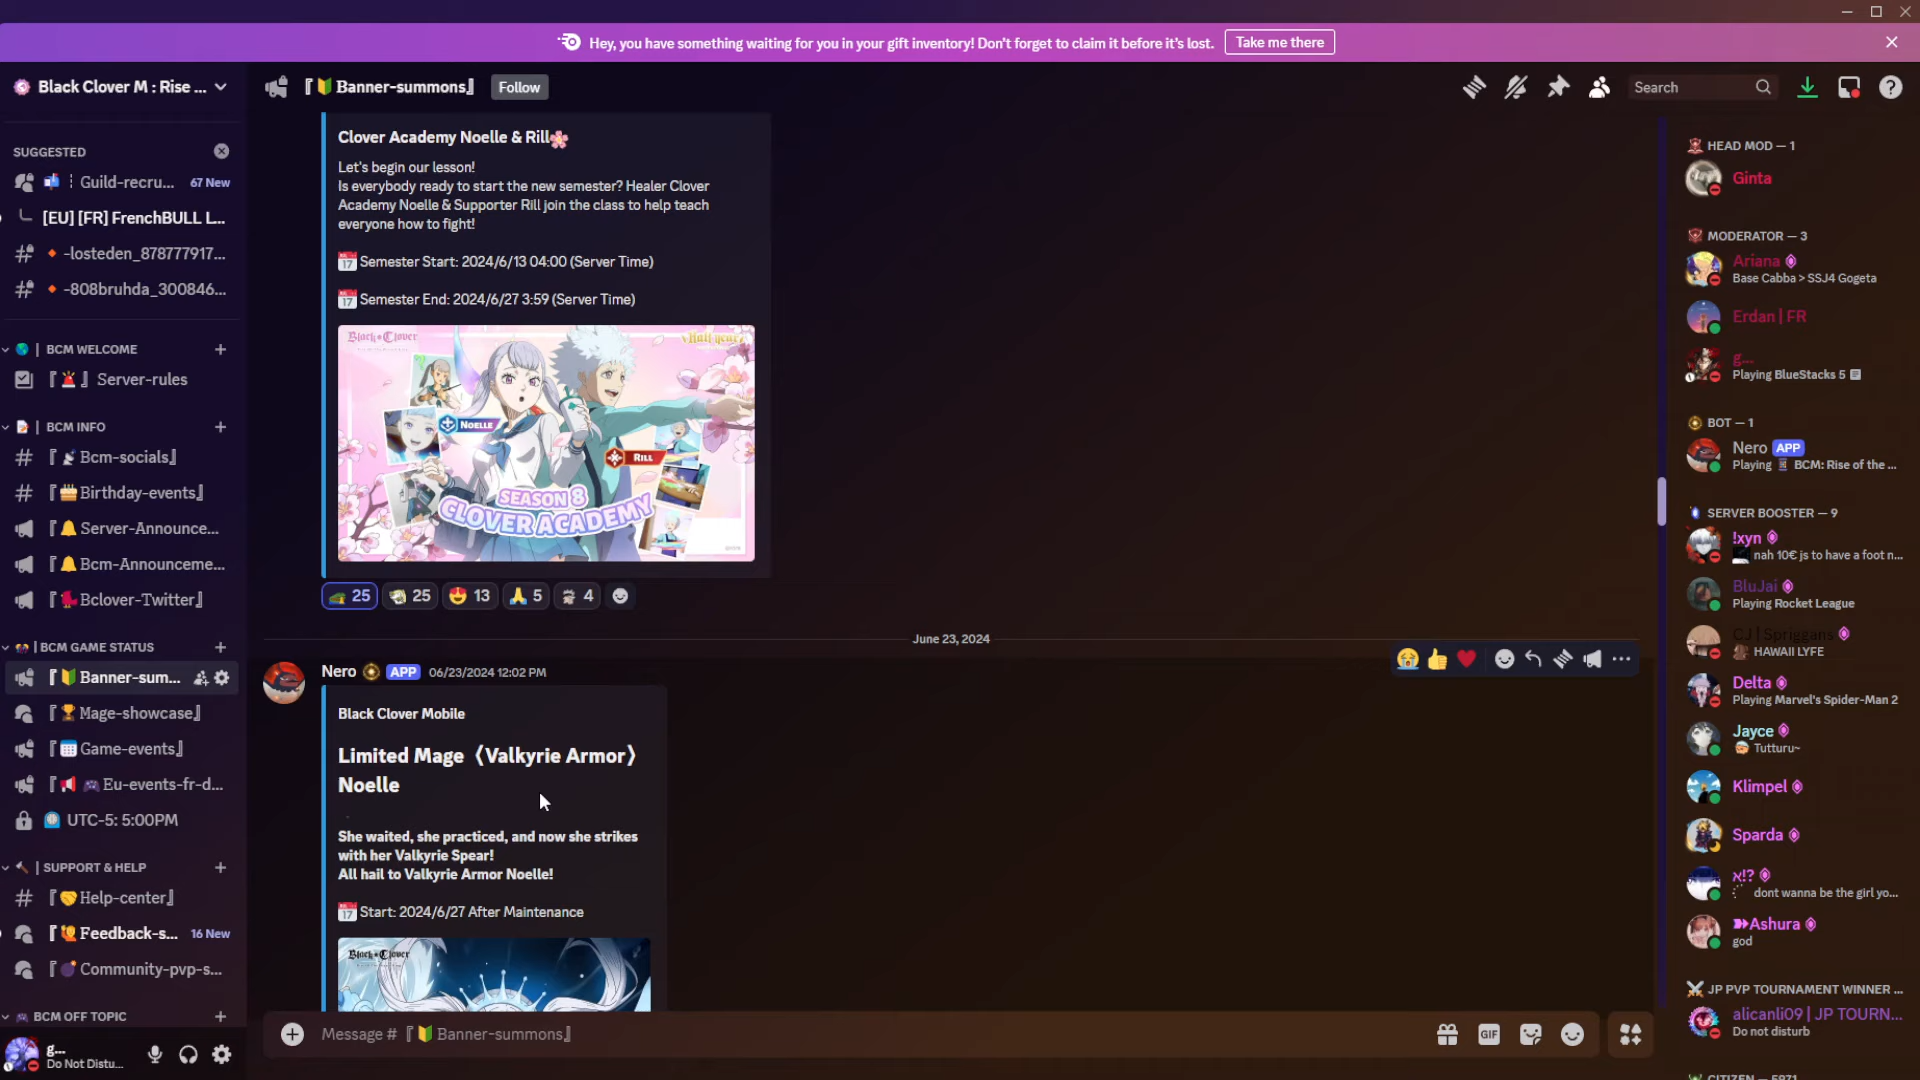 Hey, you have something waiting for you in your gift inventory! Don't forget to claim it before it's lost.
Take me there
Black Clover M : Rise ...
『🔰Banner-summons』
Follow
Search
SUGGESTED
Guild-recru...
67 New
[EU] [FR] FrenchBULL L...
-losteden_878777917...
-808bruhda_300846...
| BCM WELCOME
『🚨』 Server-rules
| BCM INFO
『📡Bcm-socials』
『🎂Birthday-events』
『🔔Server-Announce...
『🔔Bcm-Announceme...
『Bclover-Twitter』
| BCM GAME STATUS
『🔰Banner-sum...
『🏆Mage-showcase』
『🗓Game-events』
『📢 🎮Eu-events-fr-d...
UTC-5: 5:00PM
| SUPPORT & HELP
『🤝Help-center』
『🙋Feedback-s...
16 New
『💣Community-pvp-s...
BCM OFF TOPIC
g...
Do Not Distu...
Clover Academy Noelle & Rill🌸
Let's begin our lesson!
Is everybody ready to start the new semester? Healer Clover
Academy Noelle & Supporter Rill join the class to help teach
everyone how to fight!
📅 Semester Start: 2024/6/13 04:00 (Server Time)
📅 Semester End: 2024/6/27 3:59 (Server Time)
Black Clover
Half year
NOELLE
RILL
SEASON 8
CLOVER ACADEMY
25
25
13
5
4
June 23, 2024
Nero APP 06/23/2024 12:02 PM
Black Clover Mobile
Limited Mage《Valkyrie Armor》
Noelle
She waited, she practiced, and now she strikes
with her Valkyrie Spear!
All hail to Valkyrie Armor Noelle!
📅 Start: 2024/6/27 After Maintenance
Black Clover
Message #『🔰Banner-summons』
GIF
HEAD MOD — 1
Ginta
MODERATOR — 3
Ariana
Base Cabba > SSJ4 Gogeta
Erdan | FR
g...
Playing BlueStacks 5
BOT — 1
Nero APP
Playing 🃏 BCM: Rise of the ...
SERVER BOOSTER — 9
!xyn
nah 10€ js to have a foot n...
BluJai
Playing Rocket League
CJ | Spriggans
HAWAII LYFE
Delta
Playing Marvel's Spider-Man 2
Jayce
Tutturu~
Klimpel
Sparda
א!?
dont wanna be the girl yo...
➽Ashura
god
JP PVP TOURNAMENT WINNER ...
alicanli09 | JP TOURN...
Do not disturb
CITIZEN — 5971